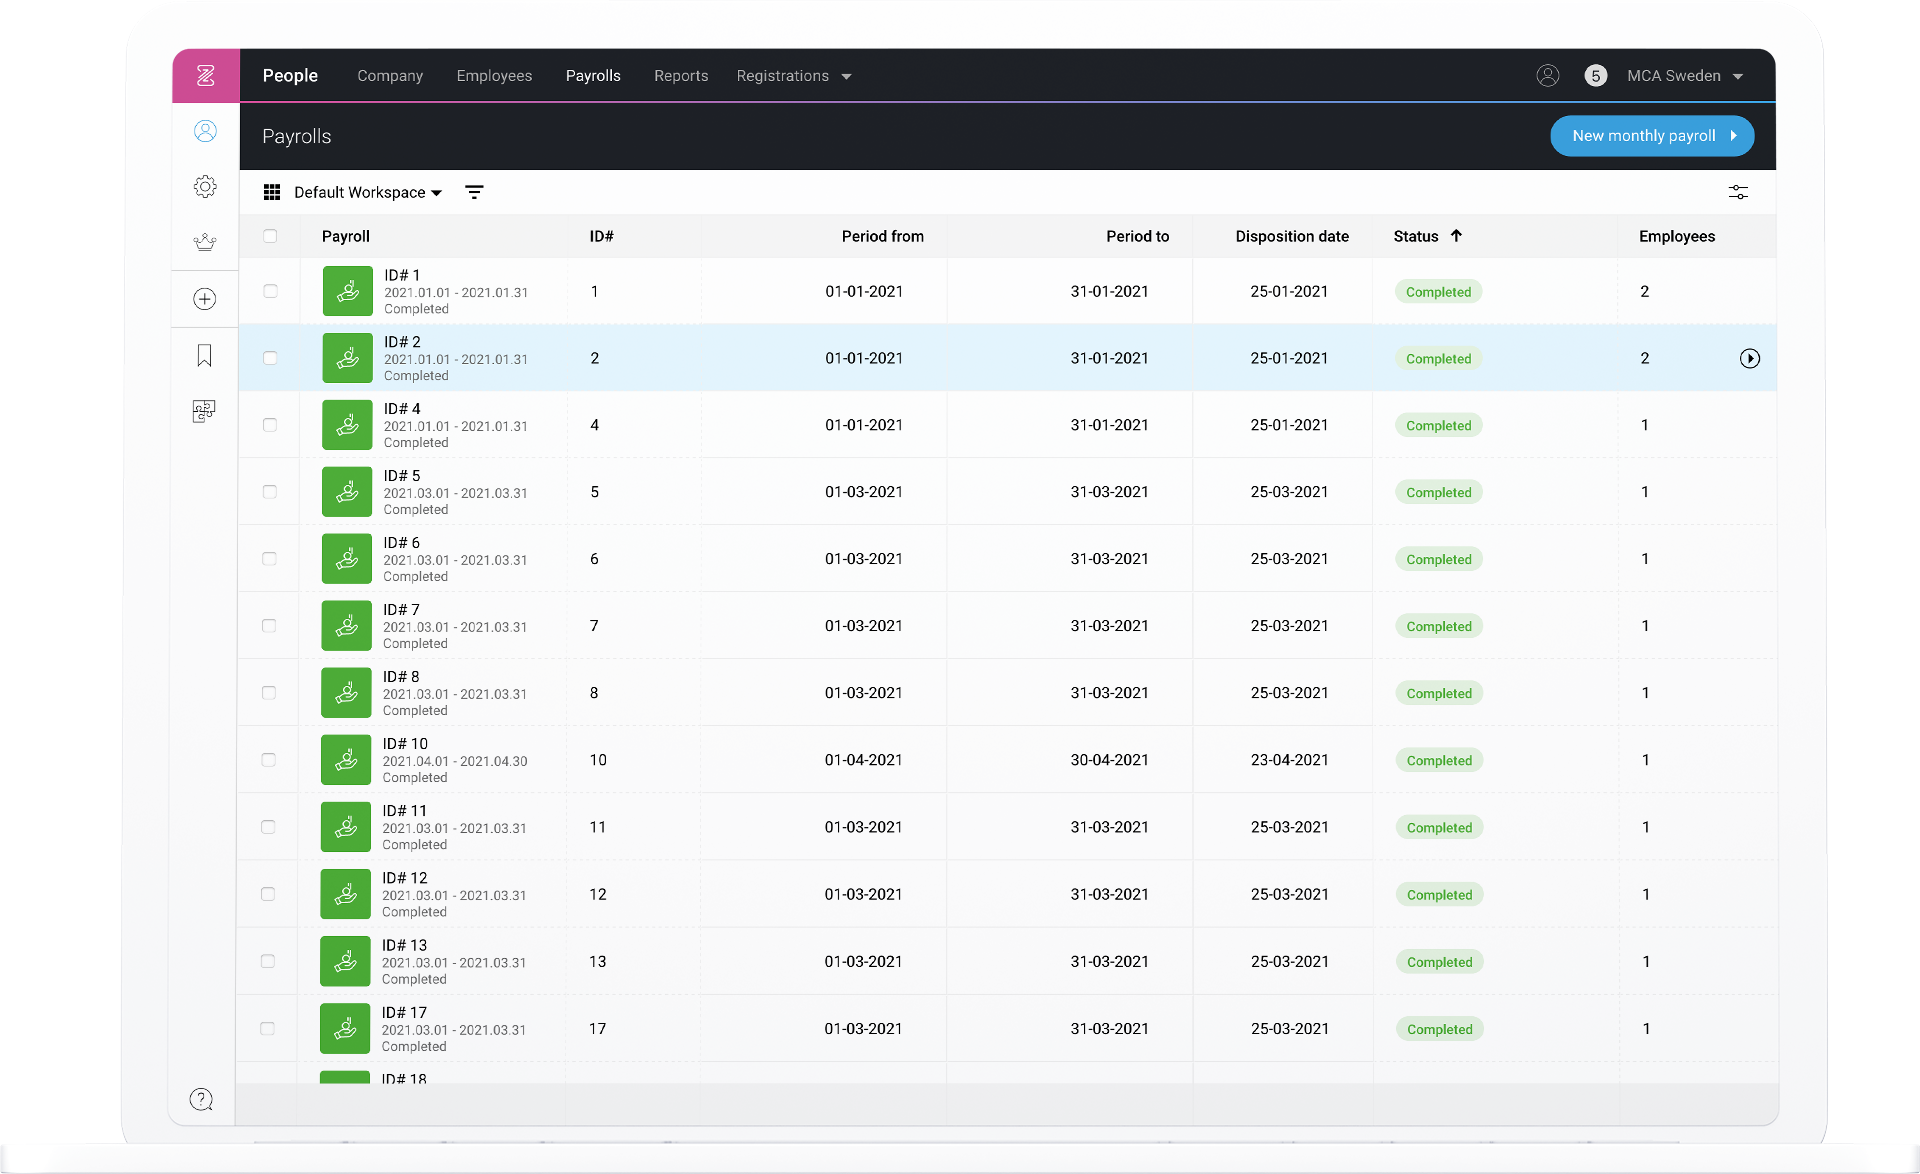 People Company Employees Payrolls Reports Registrations 5 MCA Sweden
Payrolls New monthly payroll
Default Workspace
Payroll ID# Period from Period to Disposition date Status Employees
ID# 1
2021.01.01 - 2021.01.31
Completed
1 01-01-2021 31-01-2021 25-01-2021 Completed 2
ID# 2
2021.01.01 - 2021.01.31
Completed
2 01-01-2021 31-01-2021 25-01-2021 Completed 2
ID# 4
2021.01.01 - 2021.01.31
Completed
4 01-01-2021 31-01-2021 25-01-2021 Completed 1
ID# 5
2021.03.01 - 2021.03.31
Completed
5 01-03-2021 31-03-2021 25-03-2021 Completed 1
ID# 6
2021.03.01 - 2021.03.31
Completed
6 01-03-2021 31-03-2021 25-03-2021 Completed 1
ID# 7
2021.03.01 - 2021.03.31
Completed
7 01-03-2021 31-03-2021 25-03-2021 Completed 1
ID# 8
2021.03.01 - 2021.03.31
Completed
8 01-03-2021 31-03-2021 25-03-2021 Completed 1
ID# 10
2021.04.01 - 2021.04.30
Completed
10 01-04-2021 30-04-2021 23-04-2021 Completed 1
ID# 11
2021.03.01 - 2021.03.31
Completed
11 01-03-2021 31-03-2021 25-03-2021 Completed 1
ID# 12
2021.03.01 - 2021.03.31
Completed
12 01-03-2021 31-03-2021 25-03-2021 Completed 1
ID# 13
2021.03.01 - 2021.03.31
Completed
13 01-03-2021 31-03-2021 25-03-2021 Completed 1
ID# 17
2021.03.01 - 2021.03.31
Completed
17 01-03-2021 31-03-2021 25-03-2021 Completed 1
ID# 18